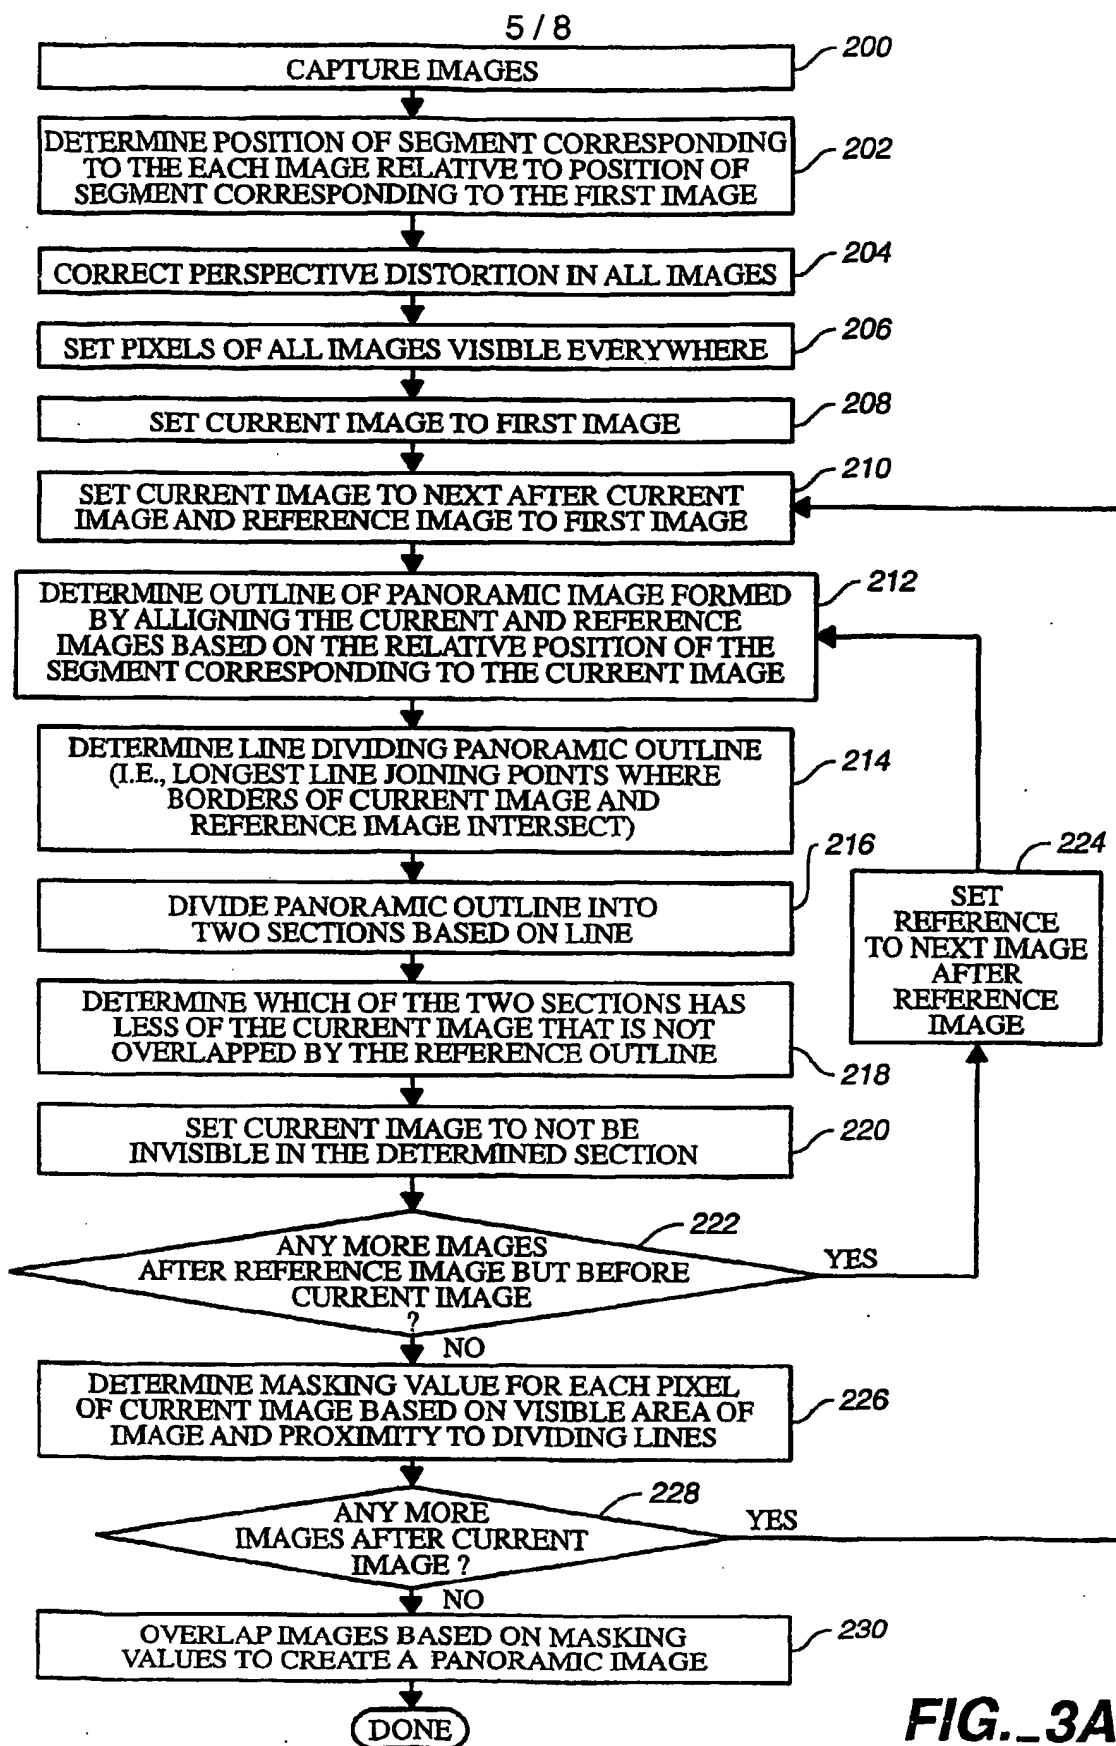 5 / 8
CAPTURE IMAGES
200
DETERMINE POSITION OF SEGMENT CORRESPONDING
TO THE EACH IMAGE RELATIVE TO POSITION OF
SEGMENT CORRESPONDING TO THE FIRST IMAGE
202
CORRECT PERSPECTIVE DISTORTION IN ALL IMAGES
204
SET PIXELS OF ALL IMAGES VISIBLE EVERYWHERE
206
SET CURRENT IMAGE TO FIRST IMAGE
208
SET CURRENT IMAGE TO NEXT AFTER CURRENT
IMAGE AND REFERENCE IMAGE TO FIRST IMAGE
210
DETERMINE OUTLINE OF PANORAMIC IMAGE FORMED
BY ALLIGNING THE CURRENT AND REFERENCE
IMAGES BASED ON THE RELATIVE POSITION OF THE
SEGMENT CORRESPONDING TO THE CURRENT IMAGE
212
DETERMINE LINE DIVIDING PANORAMIC OUTLINE
(I.E., LONGEST LINE JOINING POINTS WHERE
BORDERS OF CURRENT IMAGE AND
REFERENCE IMAGE INTERSECT)
214
DIVIDE PANORAMIC OUTLINE INTO
TWO SECTIONS BASED ON LINE
216
DETERMINE WHICH OF THE TWO SECTIONS HAS
LESS OF THE CURRENT IMAGE THAT IS NOT
OVERLAPPED BY THE REFERENCE OUTLINE
218
SET CURRENT IMAGE TO NOT BE
INVISIBLE IN THE DETERMINED SECTION
220
ANY MORE IMAGES
AFTER REFERENCE IMAGE BUT BEFORE
CURRENT IMAGE
?
222
YES
SET
REFERENCE
TO NEXT IMAGE
AFTER
REFERENCE
IMAGE
224
NO
DETERMINE MASKING VALUE FOR EACH PIXEL
OF CURRENT IMAGE BASED ON VISIBLE AREA OF
IMAGE AND PROXIMITY TO DIVIDING LINES
226
ANY MORE
IMAGES AFTER CURRENT
IMAGE ?
228
YES
NO
OVERLAP IMAGES BASED ON MASKING
VALUES TO CREATE A PANORAMIC IMAGE
230
DONE
FIG._3A